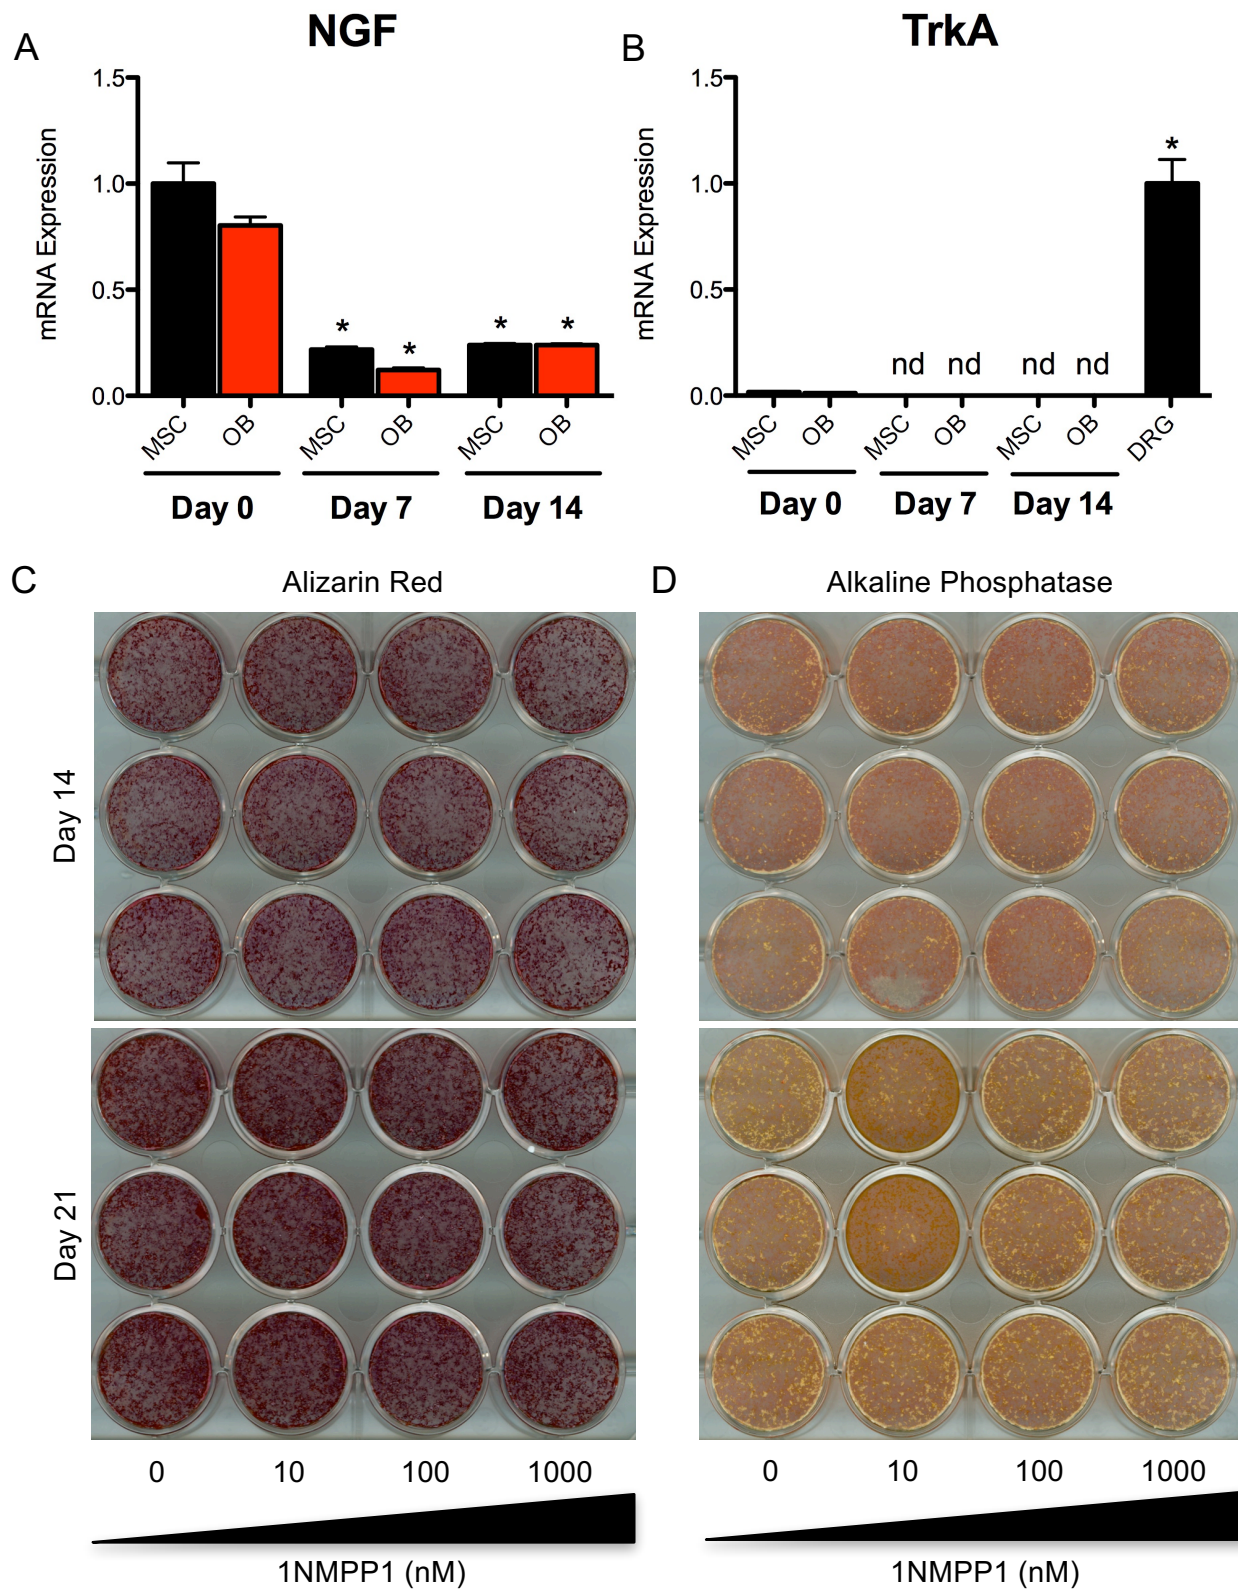 A
NGF
mRNA Expression
1.5
1.0
0.5
0.0
*
*
*
*
MSC
OB
MSC
OB
MSC
OB
Day 0
Day 7
Day 14
B
TrkA
mRNA Expression
1.5
1.0
0.5
0.0
nd
nd
nd
nd
*
MSC
OB
MSC
OB
MSC
OB
DRG
Day 0
Day 7
Day 14
C
Alizarin Red
D
Alkaline Phosphatase
Day 14
Day 21
0 10 100 1000
1NMPP1 (nM)
0 10 100 1000
1NMPP1 (nM)